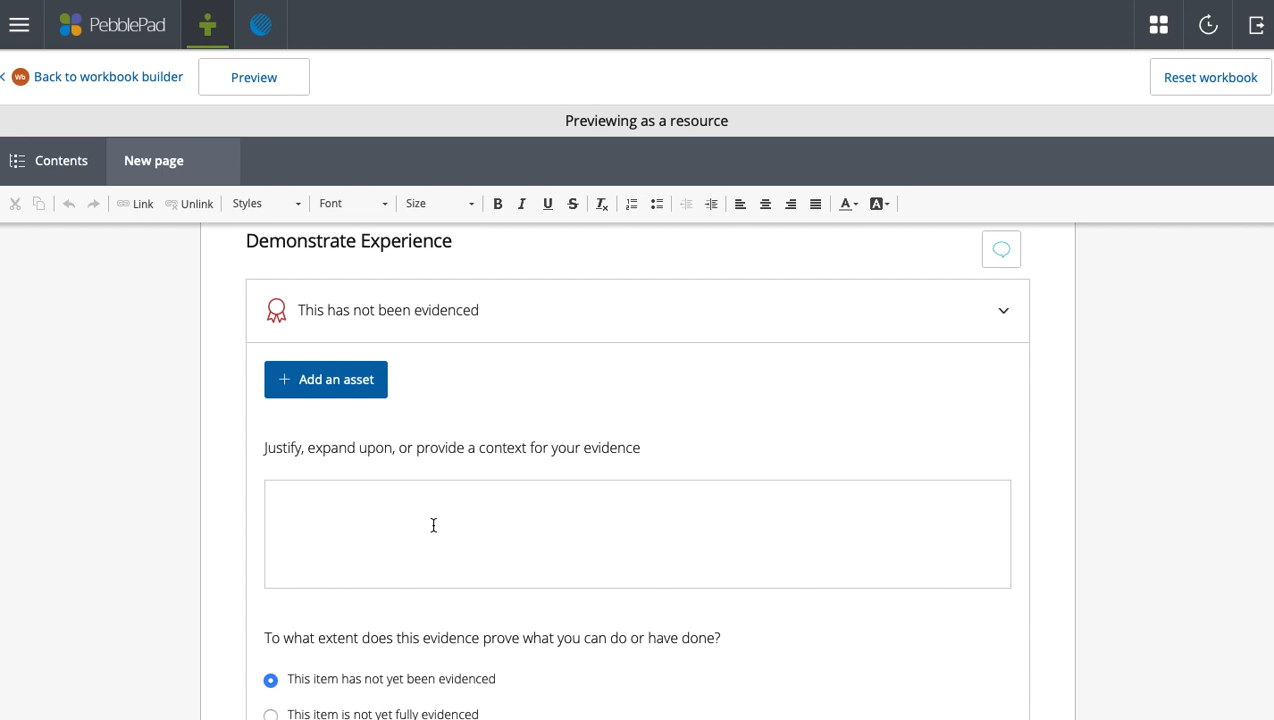 PebblePad
Wb Back to workbook builder Preview Reset workbook
Previewing as a resource
Contents New page
Link Unlink Styles Font Size B I U S Tx A A
Demonstrate Experience
This has not been evidenced
+ Add an asset
Justify, expand upon, or provide a context for your evidence
To what extent does this evidence prove what you can do or have done?
This item has not yet been evidenced
This item is not yet fully evidenced